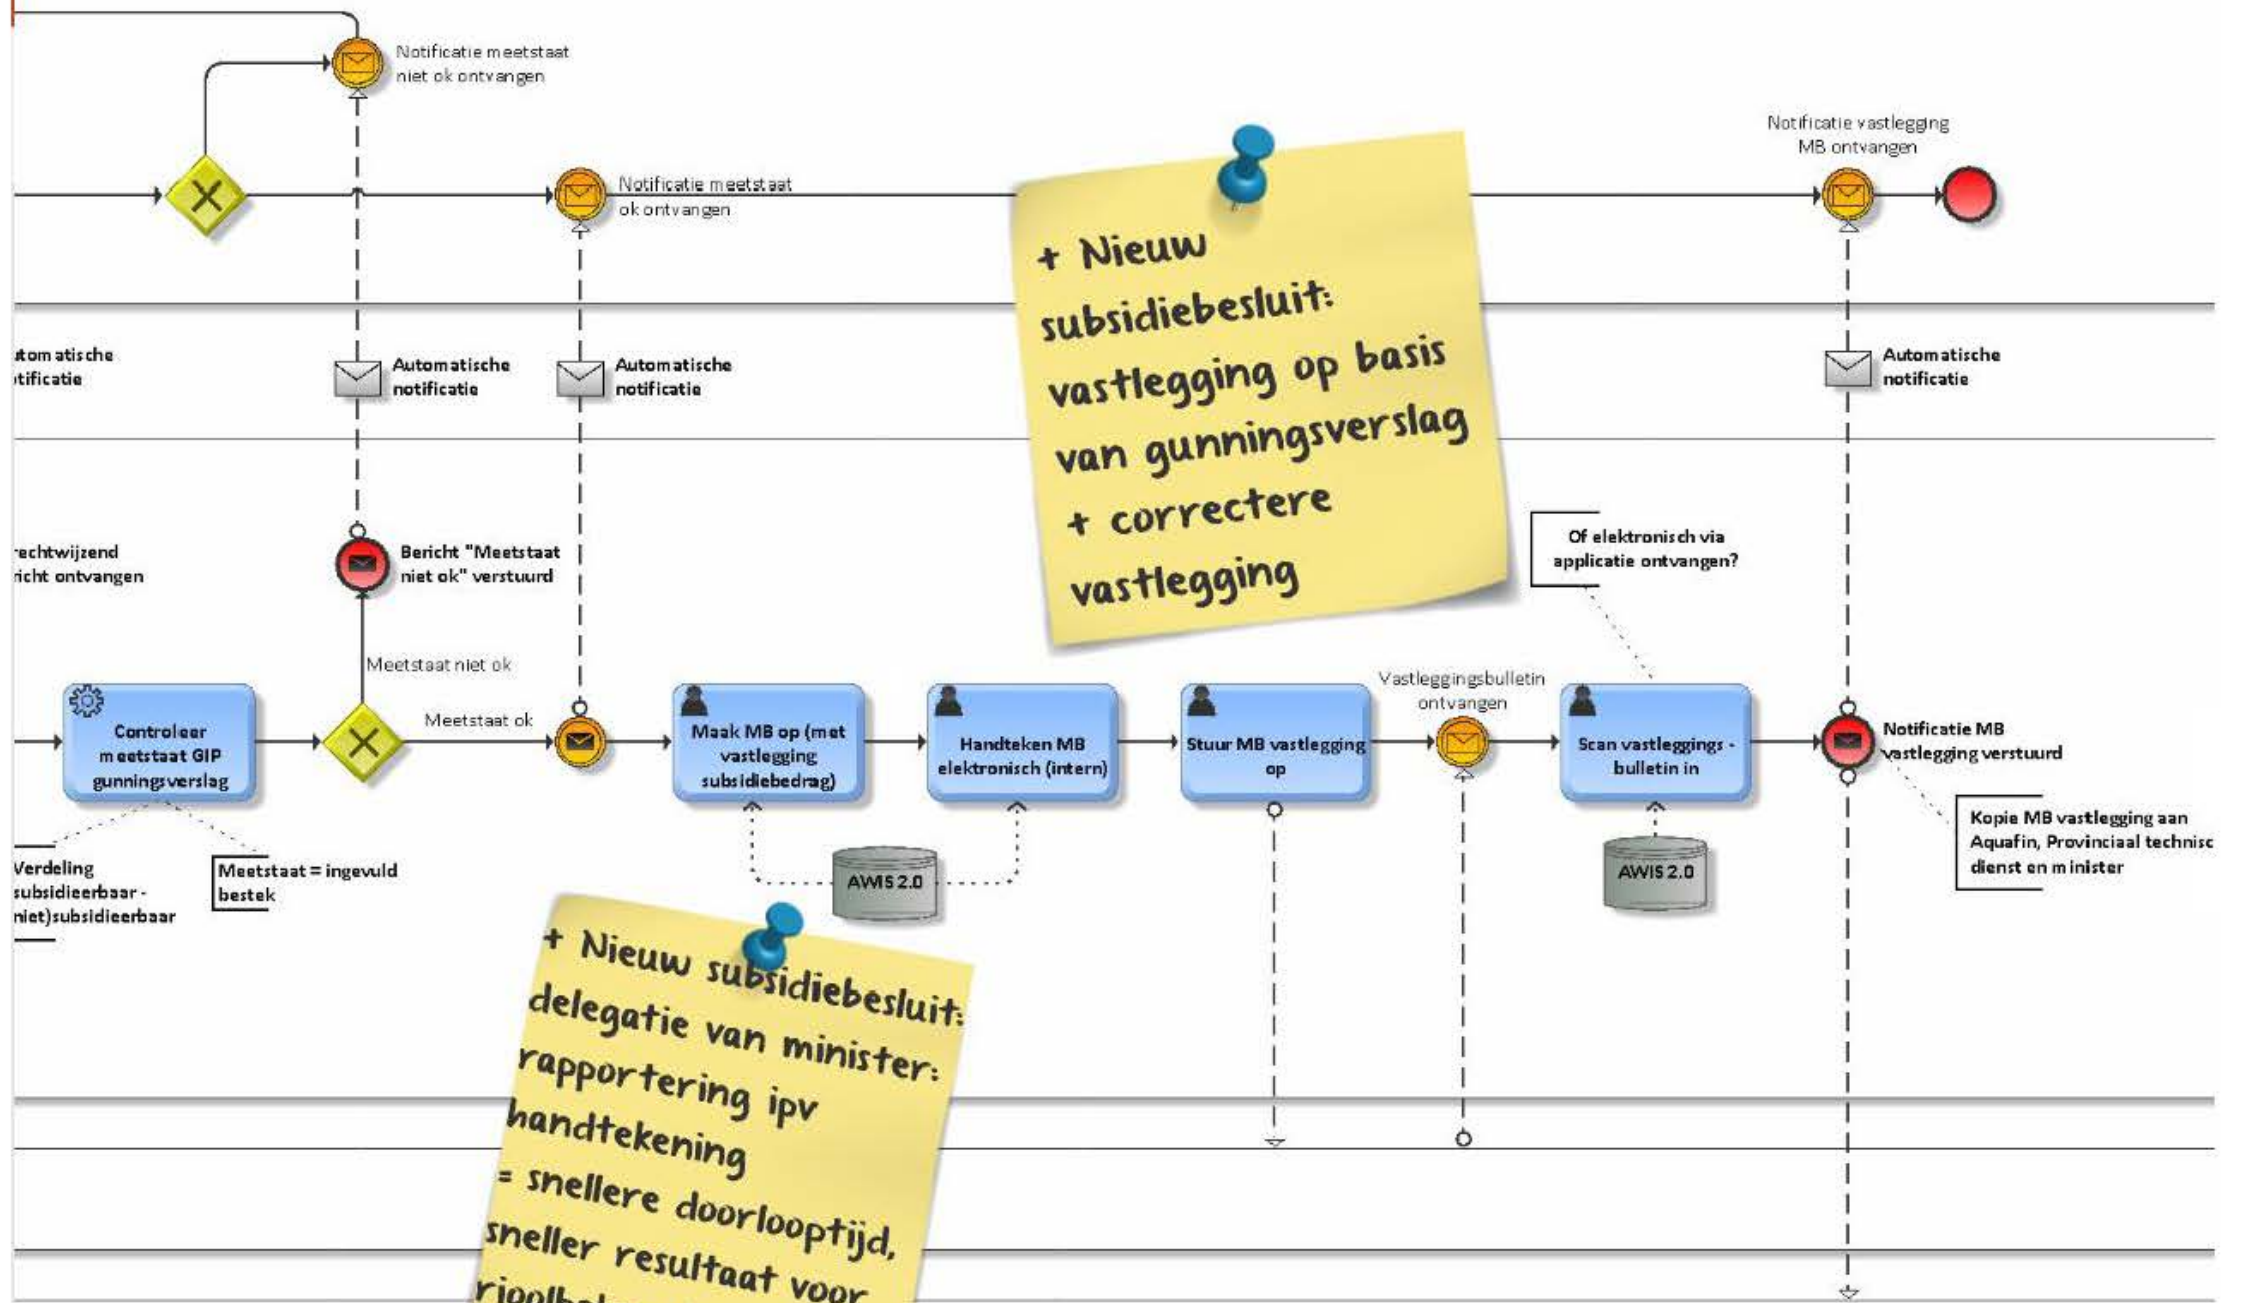 Notificatie meetstaat
niet ok ontvangen
Notificatie vastlegging
MB ontvangen
Notificatie meetstaat
ok ontvangen
+ Nieuw
subsidiebesluit:
vastlegging op basis
van gunningsverslag
+ correctere
vastlegging
Automatische
notificatie
Automatische
notificatie
Automatische
notificatie
ontvangen
Bericht "Meetstaat
niet ok" verstuurd
Of elektronisch via
applicatie ontvangen?
Meetstaat niet ok
Meetstaat ok
Controleer
meetstaat GIP
gunningsverslag
Maak MB op (met
vastlegging
subsidiebedrag)
Handteken MB
elektronisch (intern)
Stuur MB vastlegging
op
Vastleggingsbulletin
ontvangen
Scan vastleggings -
bulletin in
Notificatie MB
vastlegging verstuurd
Kopie MB vastlegging aan
Aquafin, Provinciaal technisc
dienst en minister
Verdeling
subsidieerbaar -
niet)subsidieerbaar
Meetstaat = ingevuld
bestek
AWIS 2.0
AWIS 2.0
+ Nieuw subsidiebesluit:
delegatie van minister:
rapportering ipv
handtekening
= snellere doorlooptijd,
sneller resultaat voor